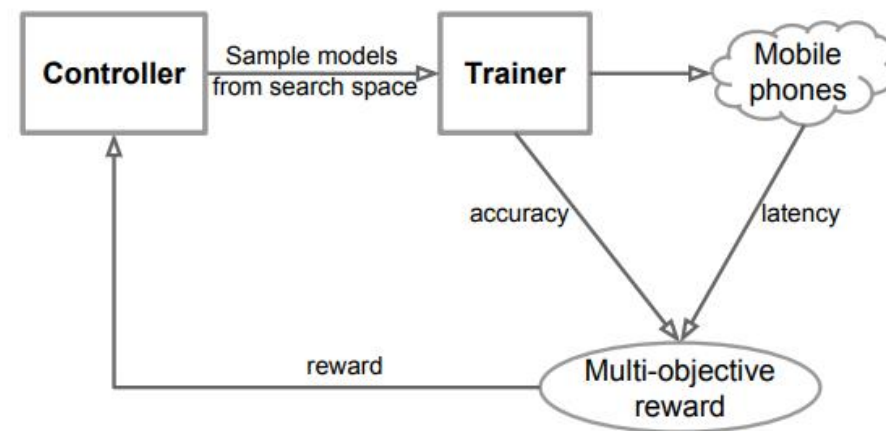 Controller
Sample models
from search space
Trainer
Mobile
phones
accuracy
latency
reward
Multi-objective
reward